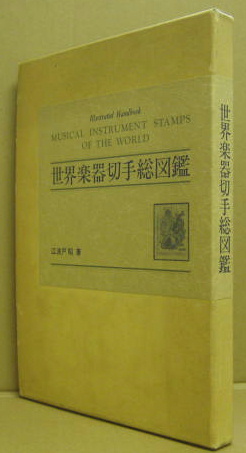 Illustrated Handbook
MUSICAL INSTRUMENT STAMPS
OF THE WORLD
世界楽器切手総図鑑
江波戸 昭 著
世界楽器切手総図鑑